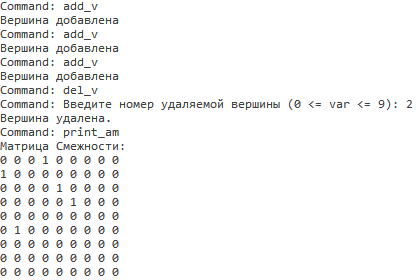 Command: add_v
Вершина добавлена
Command: add_v
Вершина добавлена
Command: add_v
Вершина добавлена
Command: del_v
Command: Введите номер удаляемой вершины (0 <= var <= 9): 2
Вершина удалена.
Command: print_am
Матрица Смежности:
0 0 0 1 0 0 0 0 0
1 0 0 0 0 0 0 0 0
0 0 0 0 1 0 0 0 0
0 0 0 0 0 1 0 0 0
0 0 0 0 0 0 0 0 0
0 1 0 0 0 0 0 0 0
0 0 0 0 0 0 0 0 0
0 0 0 0 0 0 0 0 0
0 0 0 0 0 0 0 0 0